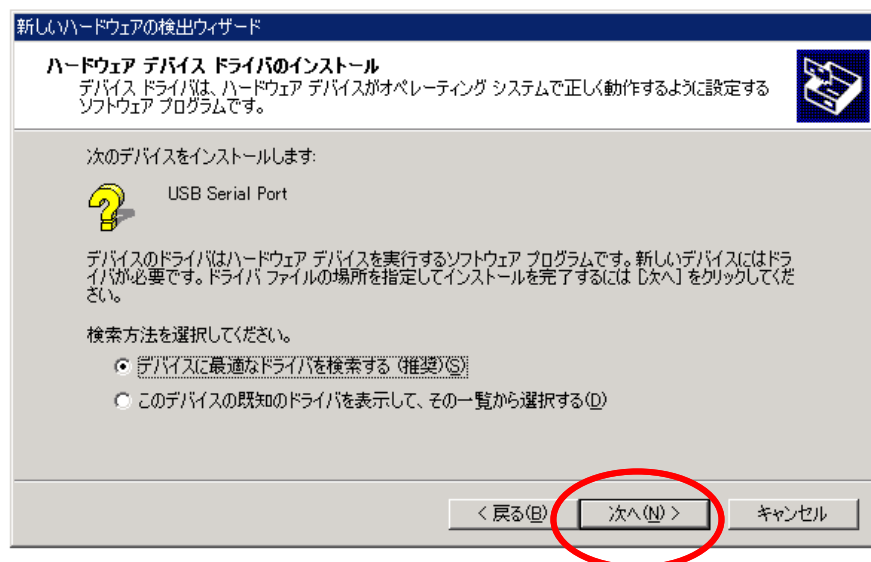 新しいハードウェアの検出ウィザード
ハードウェア デバイス ドライバのインストール
デバイス ドライバは、ハードウェア デバイスがオペレーティング システムで正しく動作するように設定する
ソフトウェア プログラムです。
次のデバイスをインストールします:
USB Serial Port
デバイスのドライバはハードウェア デバイスを実行するソフトウェア プログラムです。新しいデバイスにはドラ
イバが必要です。ドライバ ファイルの場所を指定してインストールを完了するには [次へ] をクリックしてくだ
さい。
検索方法を選択してください。
デバイスに最適なドライバを検索する (推奨)(S)
このデバイスの既知のドライバを表示して、その一覧から選択する(D)
< 戻る(B) 次へ(N) > キャンセル